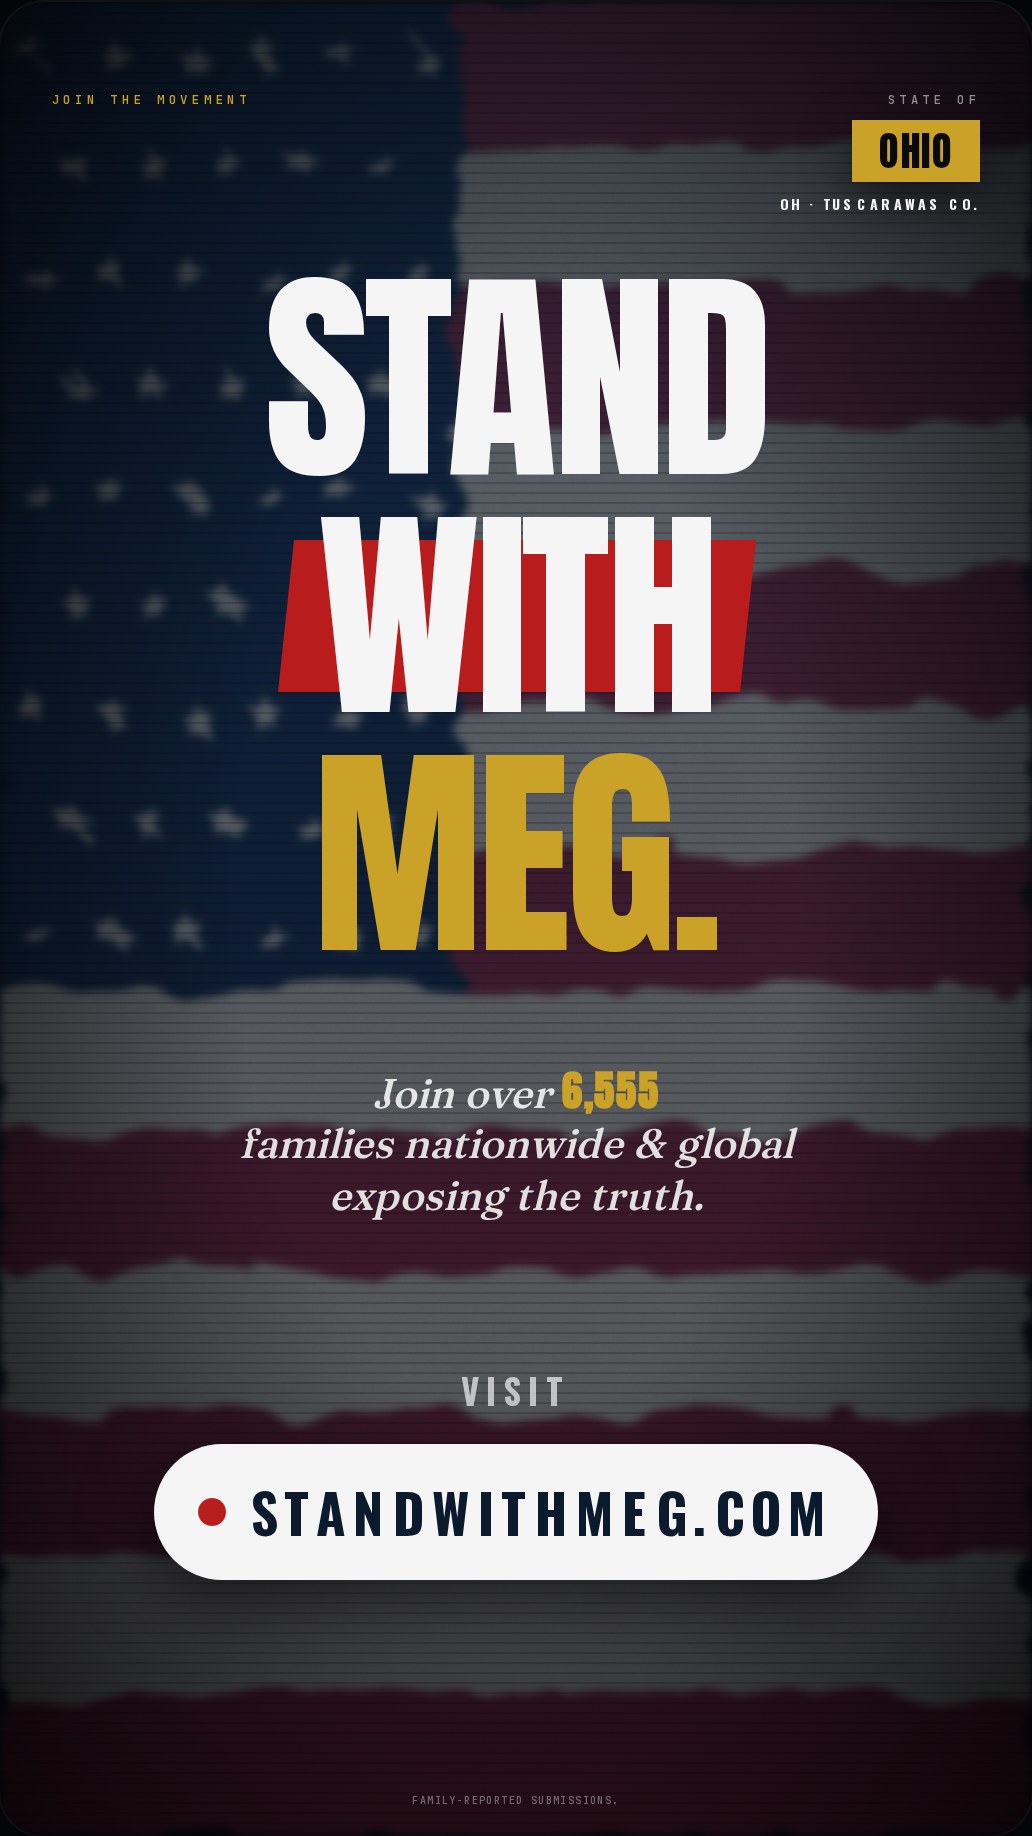 JOIN THE MOVEMENT
STATE OF
OHIO
OH · TUSCARAWAS CO.
STAND
WITH
MEG.
Join over 6,555
families nationwide & global
exposing the truth.
VISIT
STANDWITHMEG.COM
FAMILY-REPORTED SUBMISSIONS.